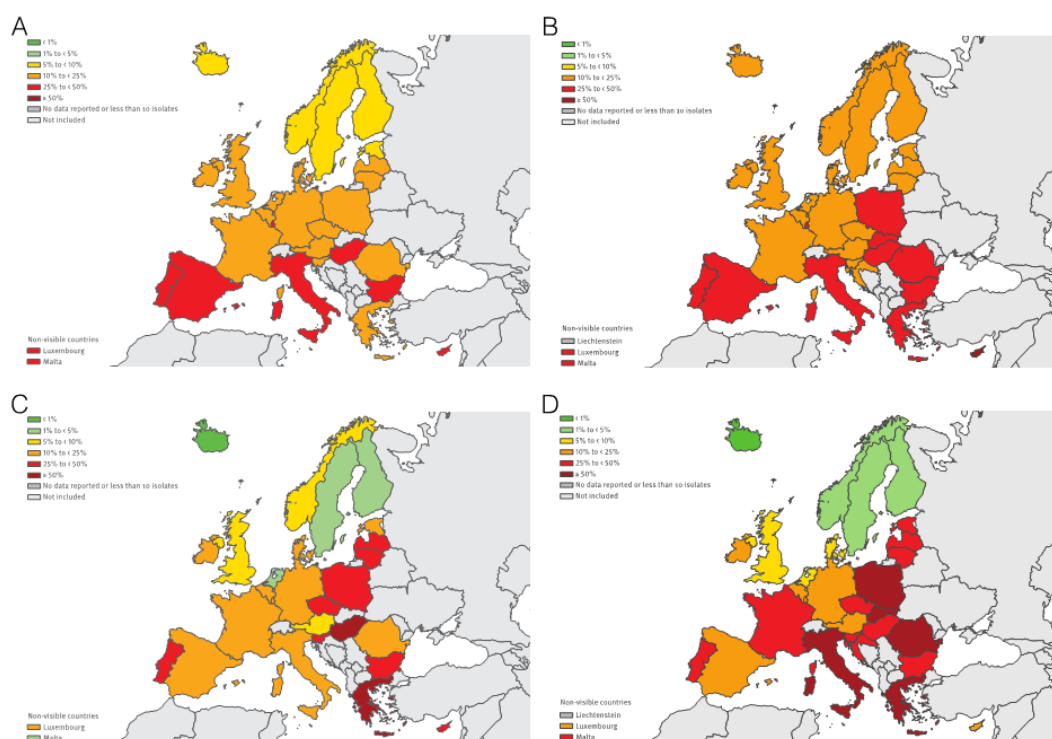 A
< 1%
1% to < 5%
5% to < 10%
10% to < 25%
25% to < 50%
≥ 50%
No data reported or less than 10 isolates
Not included
Non-visible countries
Luxembourg
Malta
B
< 1%
1% to < 5%
5% to < 10%
10% to < 25%
25% to < 50%
≥ 50%
No data reported or less than 10 isolates
Not included
Non-visible countries
Liechtenstein
Luxembourg
Malta
C
< 1%
1% to < 5%
5% to < 10%
10% to < 25%
25% to < 50%
≥ 50%
No data reported or less than 10 isolates
Not included
Non-visible countries
Luxembourg
Malta
D
< 1%
1% to < 5%
5% to < 10%
10% to < 25%
25% to < 50%
≥ 50%
No data reported or less than 10 isolates
Not included
Non-visible countries
Liechtenstein
Luxembourg
Malta